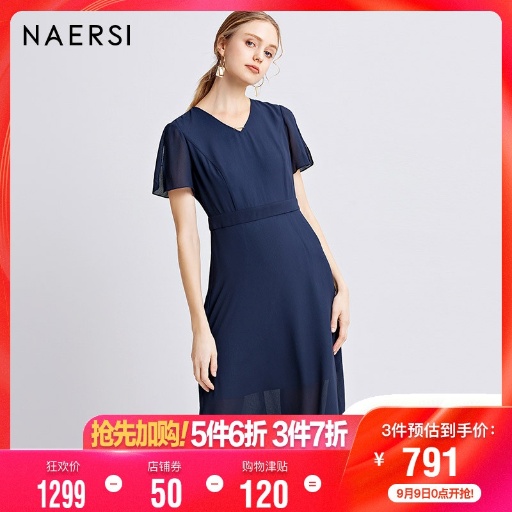 NAERSI
抢先加购! 5件6折 3件7折
3件预估到手价:
¥ 791
9月9日0点开抢!
狂欢价 店铺券 购物津贴
1299 - 50 - 120 =